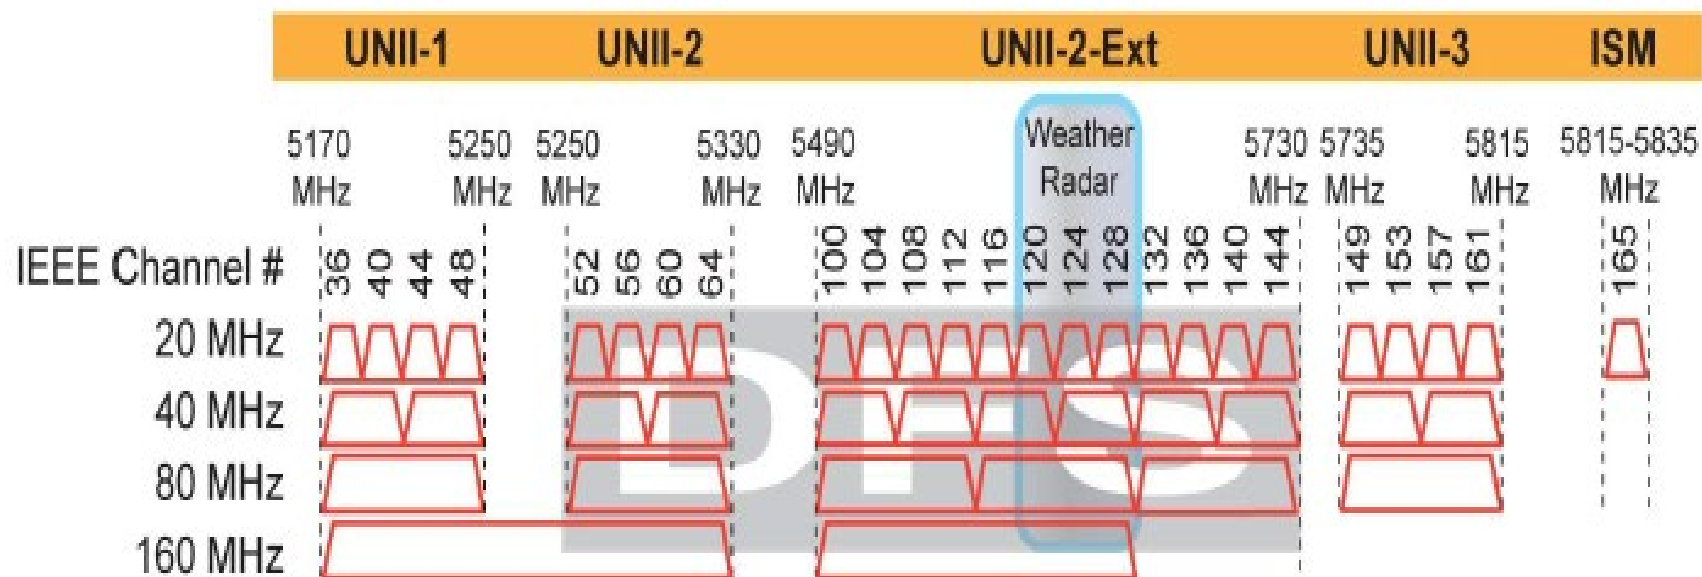 UNII-1 UNII-2 UNII-2-Ext UNII-3 ISM
5170 MHz 5250 MHz 5250 MHz 5330 MHz 5490 MHz Weather Radar 5730 MHz 5735 MHz 5815 MHz 5815-5835 MHz
IEEE Channel # 36 40 44 48 52 56 60 64 100 104 108 112 116 120 124 128 132 136 140 144 149 153 157 161 165
20 MHz
40 MHz
80 MHz
160 MHz
DFS